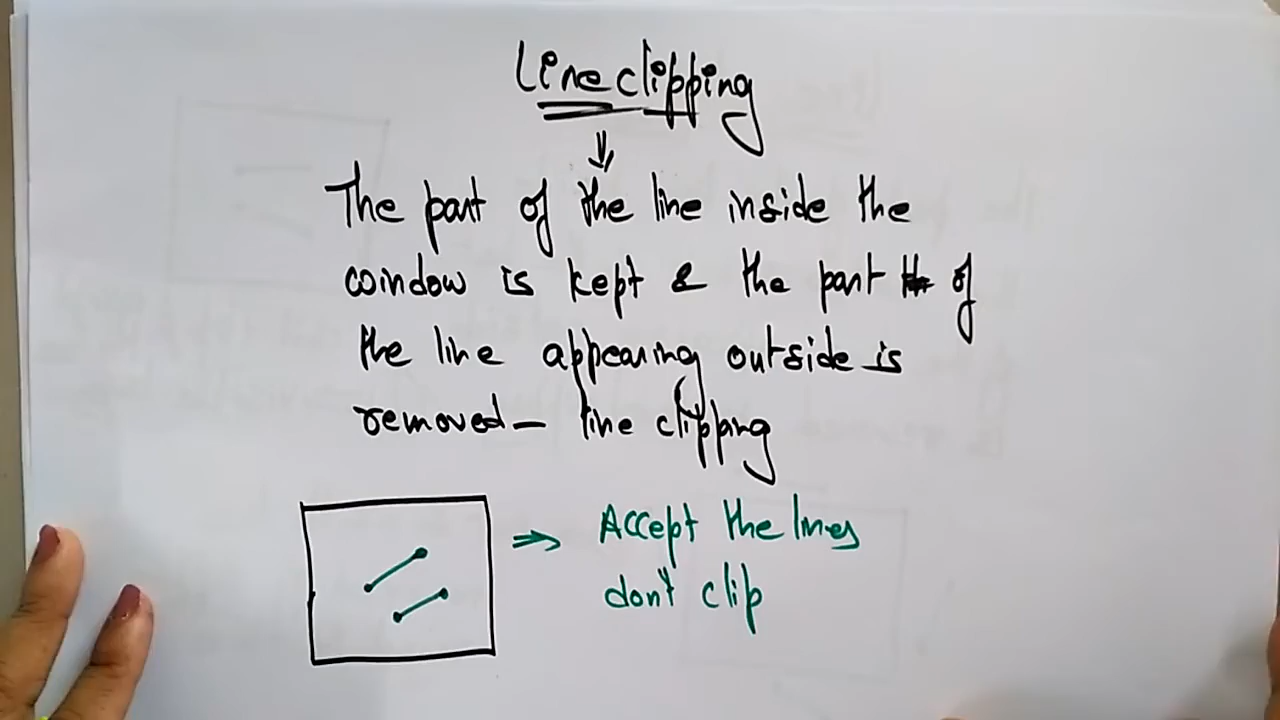 Line clipping
The part of the line inside the
window is kept & the part of
the line appearing outside is
removed - line clipping
Accept the lines
don't clip